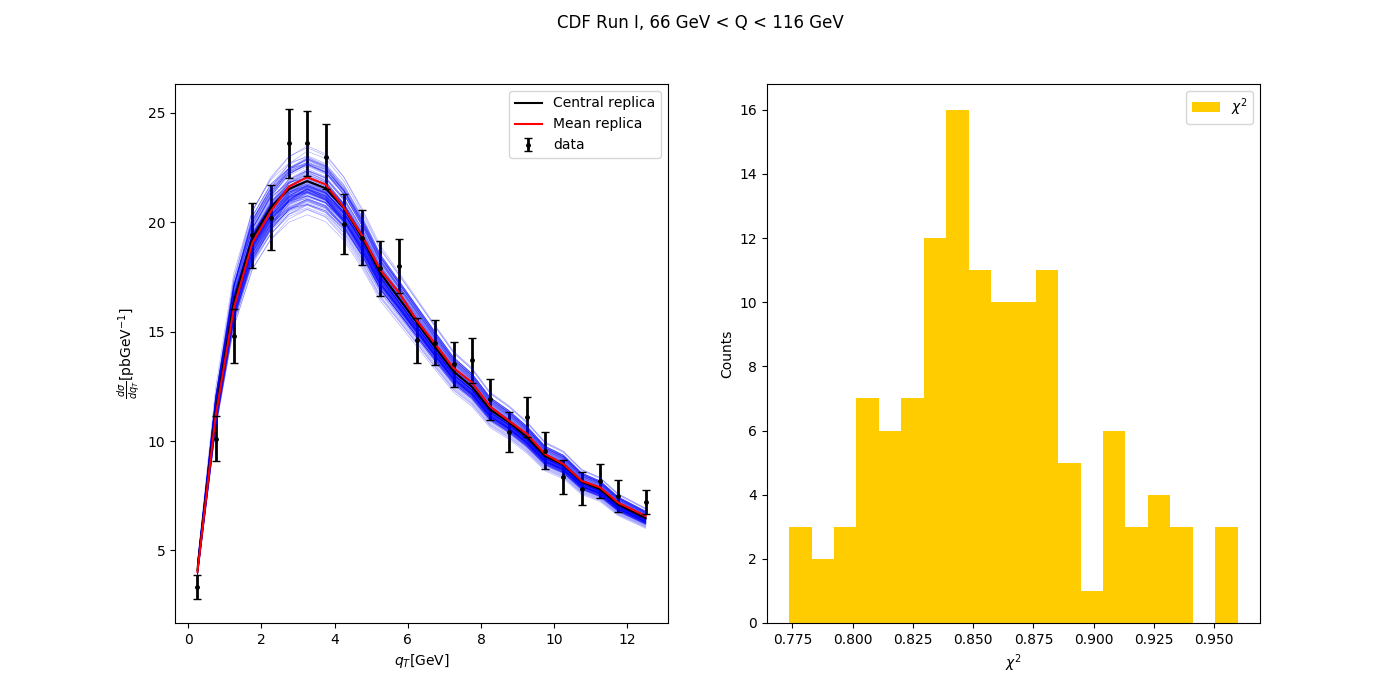 CDF Run I, 66 GeV < Q < 116 GeV
Central replica
Mean replica
data
25
20
15
10
5
dσ/dq_T [pbGeV⁻¹]
0 2 4 6 8 10 12
q_T[GeV]
χ²
16
14
12
10
8
6
4
2
0
Counts
0.775 0.800 0.825 0.850 0.875 0.900 0.925 0.950
χ²